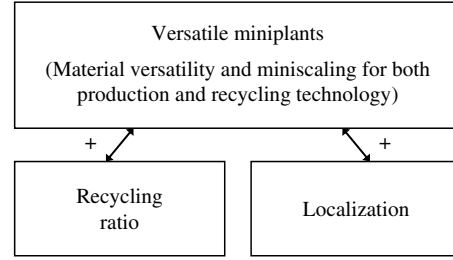 Versatile miniplants
(Material versatility and miniscaling for both
production and recycling technology)
+
+
Recycling
ratio
Localization